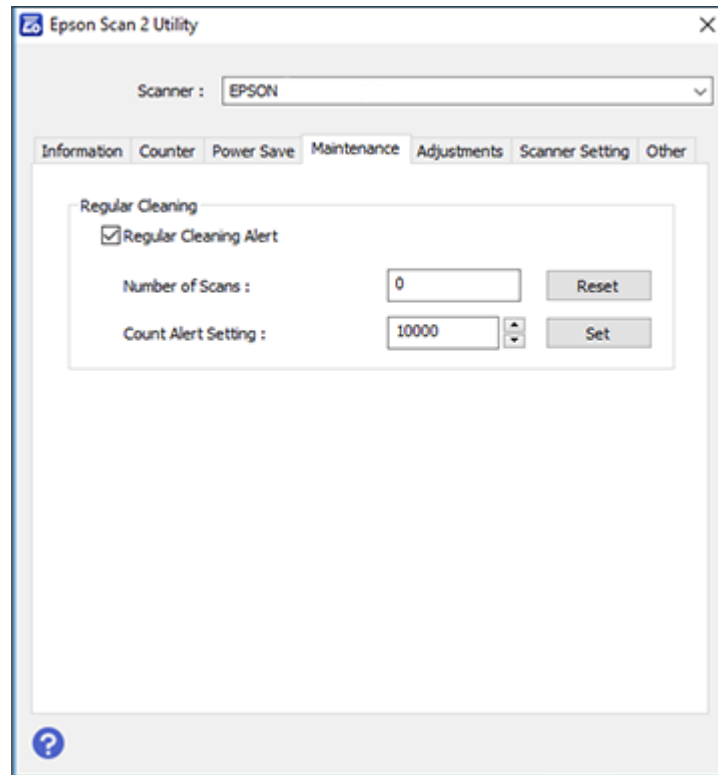 Epson Scan 2 Utility
Scanner : EPSON
Information Counter Power Save Maintenance Adjustments Scanner Setting Other
Regular Cleaning
Regular Cleaning Alert
Number of Scans : 0 Reset
Count Alert Setting : 10000 Set
?